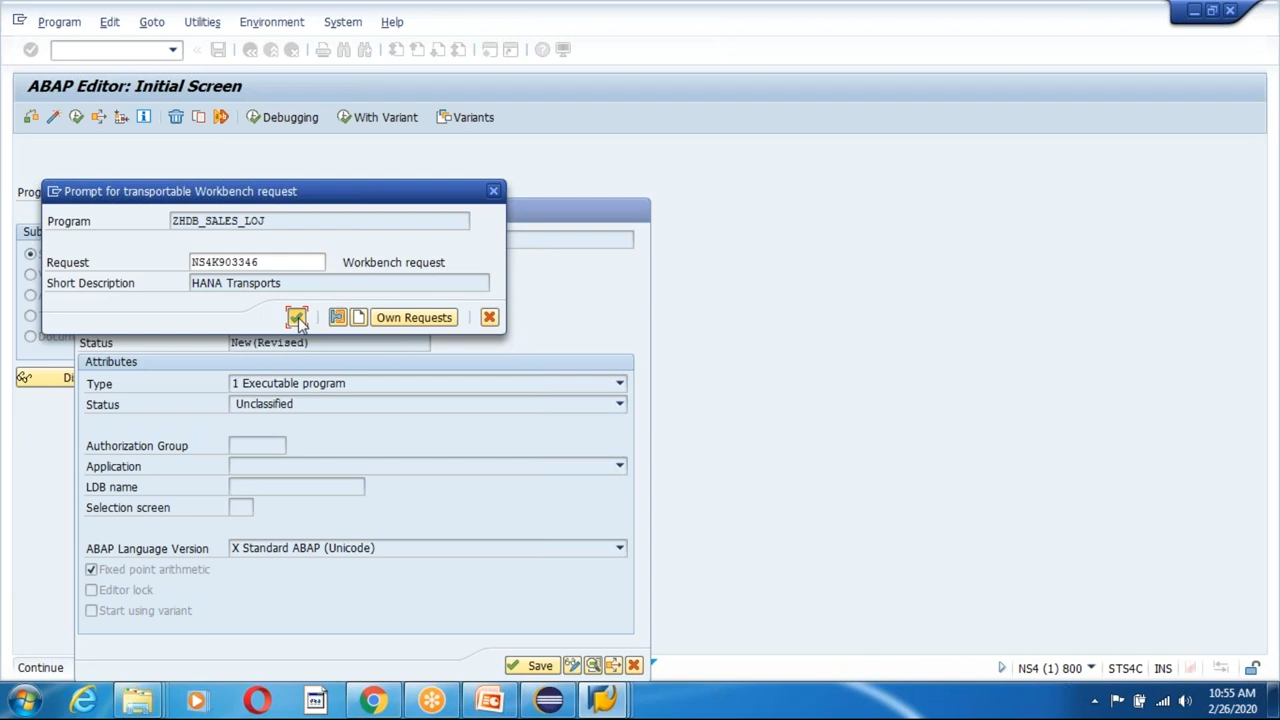 Program Edit Goto Utilities Environment System Help
ABAP Editor: Initial Screen
Debugging With Variant Variants
Prog
Prompt for transportable Workbench request
Program ZHDB_SALES_LOJ
Sub
Request NS4K903346 Workbench request
Short Description HANA Transports
Own Requests
Docum
Status New(Revised)
Attributes
Di
Type 1 Executable program
Status Unclassified
Authorization Group
Application
LDB name
Selection screen
ABAP Language Version X Standard ABAP (Unicode)
Fixed point arithmetic
Editor lock
Start using variant
Save
Continue NS4 (1) 800 STS4C INS
10:55 AM
2/26/2020